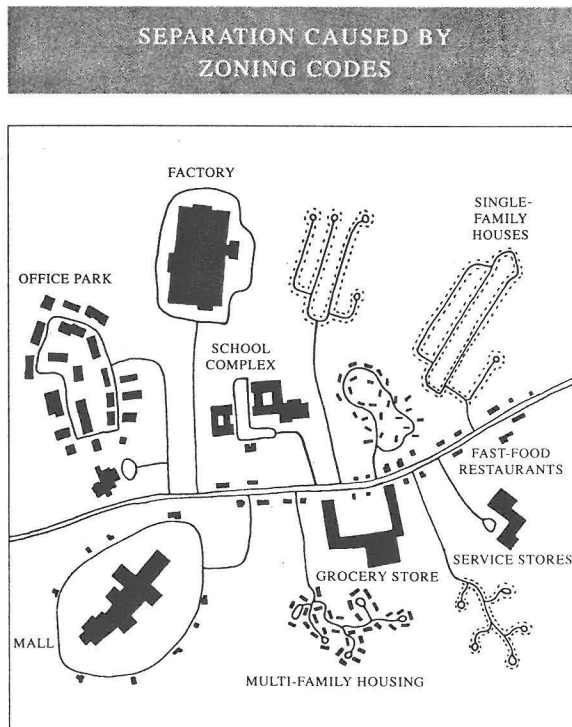 SEPARATION CAUSED BY
ZONING CODES
FACTORY
SINGLE-
FAMILY
HOUSES
OFFICE PARK
SCHOOL
COMPLEX
FAST-FOOD
RESTAURANTS
SERVICE STORES
GROCERY STORE
MALL
MULTI-FAMILY HOUSING